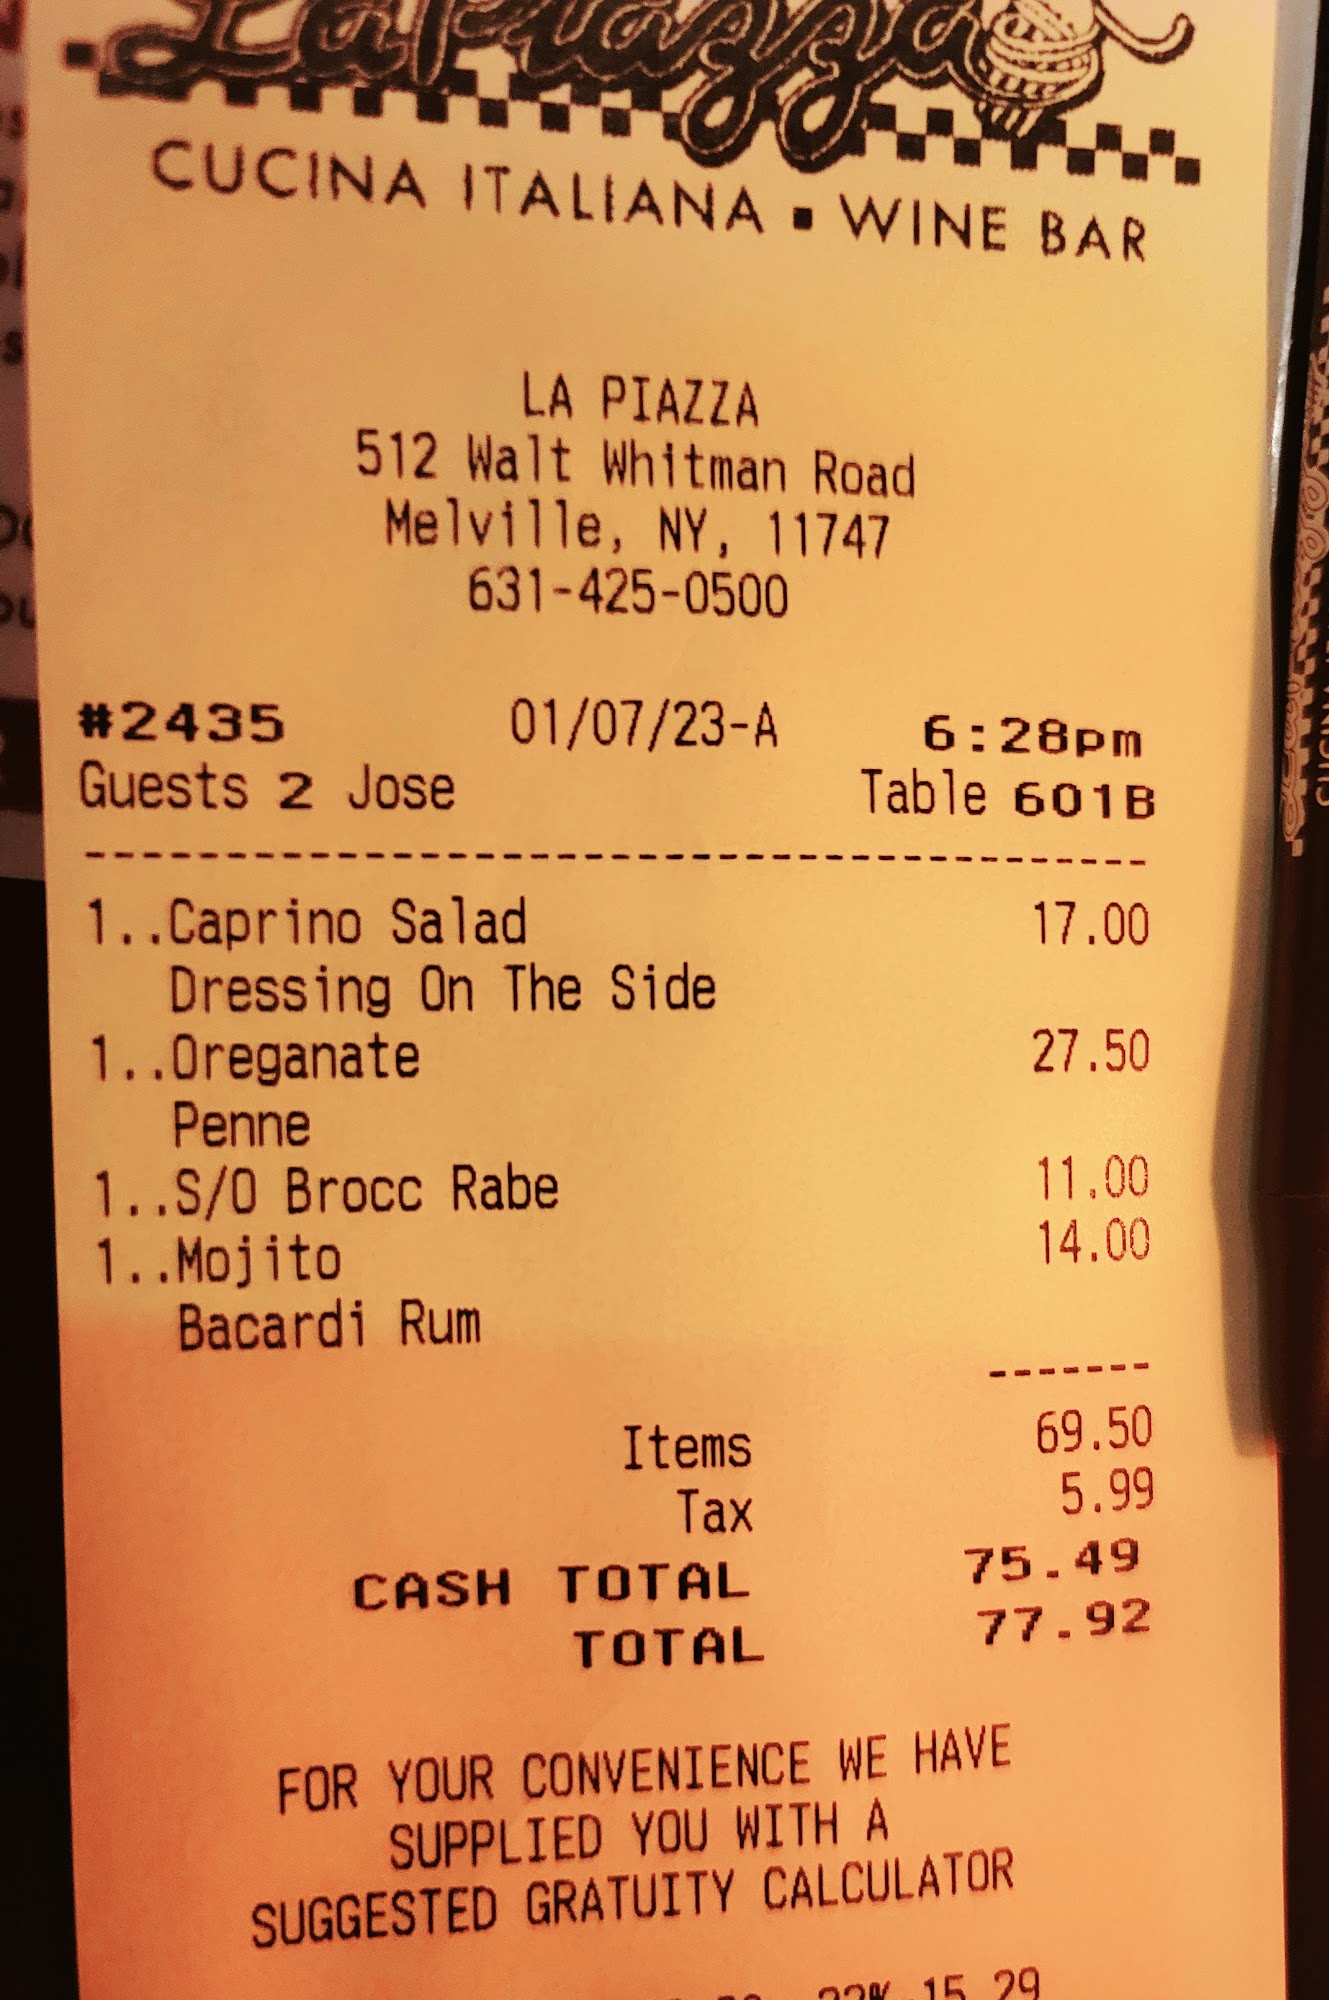 La Piazza
CUCINA ITALIANA ▪ WINE BAR
LA PIAZZA
512 Walt Whitman Road
Melville, NY, 11747
631-425-0500
#2435 01/07/23-A 6:28pm
Guests 2 Jose Table 601B
1..Caprino Salad 17.00
Dressing On The Side
1..Oreganate 27.50
Penne
1..S/O Brocc Rabe 11.00
1..Mojito 14.00
Bacardi Rum
Items 69.50
Tax 5.99
CASH TOTAL 75.49
TOTAL 77.92
FOR YOUR CONVENIENCE WE HAVE
SUPPLIED YOU WITH A
SUGGESTED GRATUITY CALCULATOR
22% 15.29